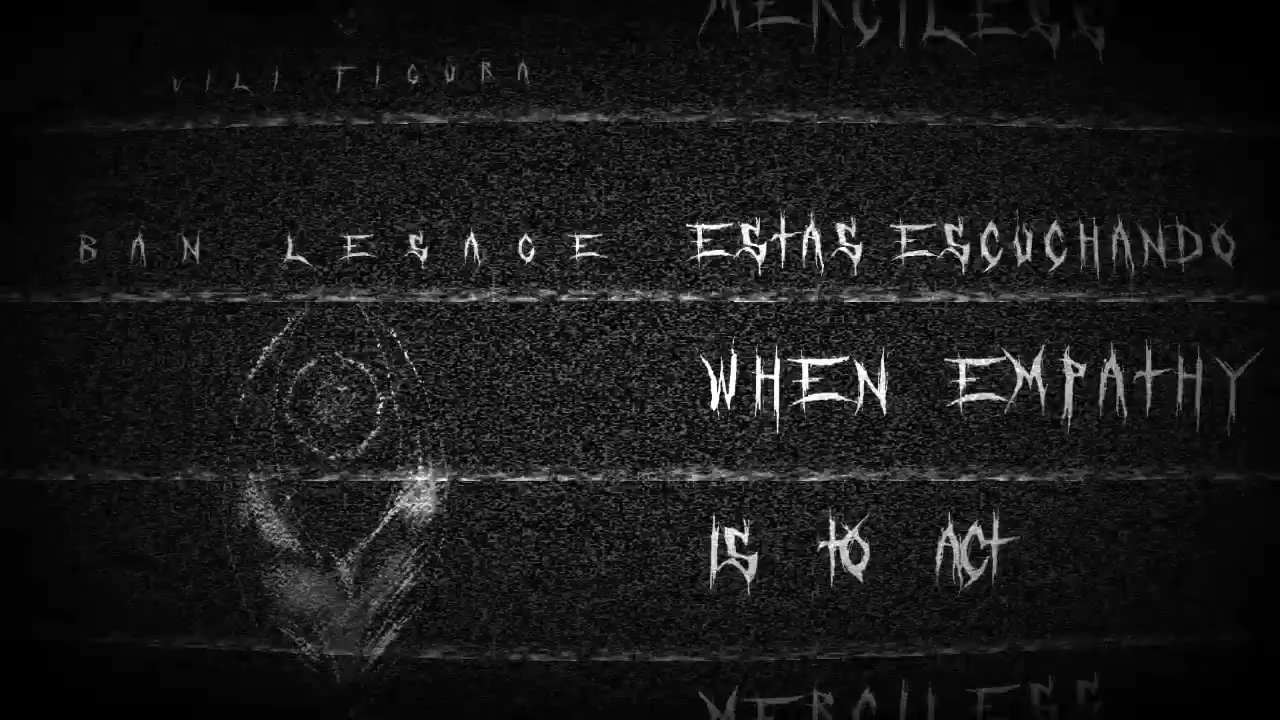 MERCILESS
VILI FIGURA
BAN LESAGE
ESTAS ESCUCHANDO
WHEN EMPATHY
IS TO ACT
MERCILESS